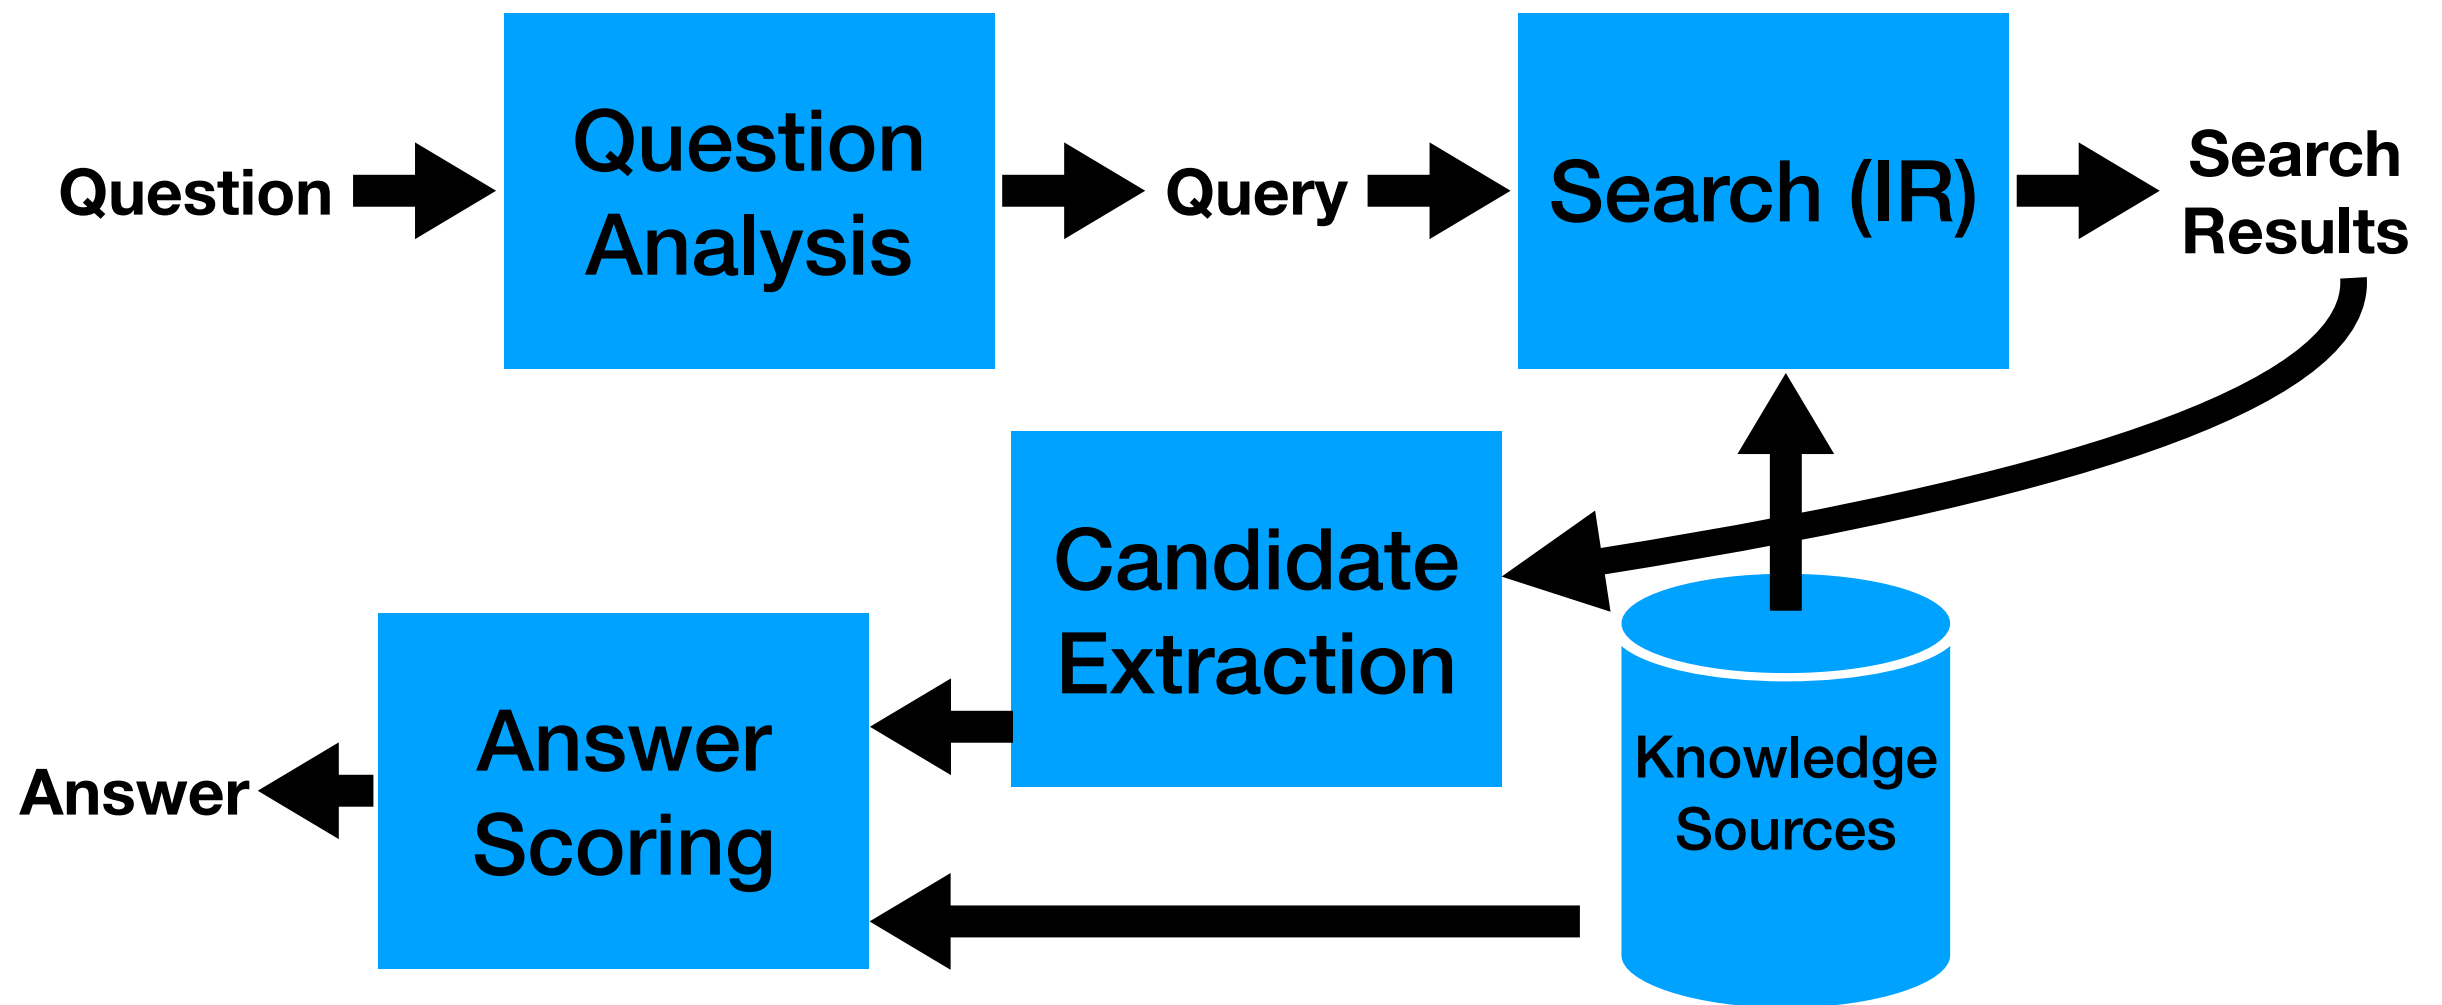 Question
Question
Analysis
Query
Search (IR)
Search
Results
Candidate
Extraction
Knowledge
Sources
Answer
Scoring
Answer